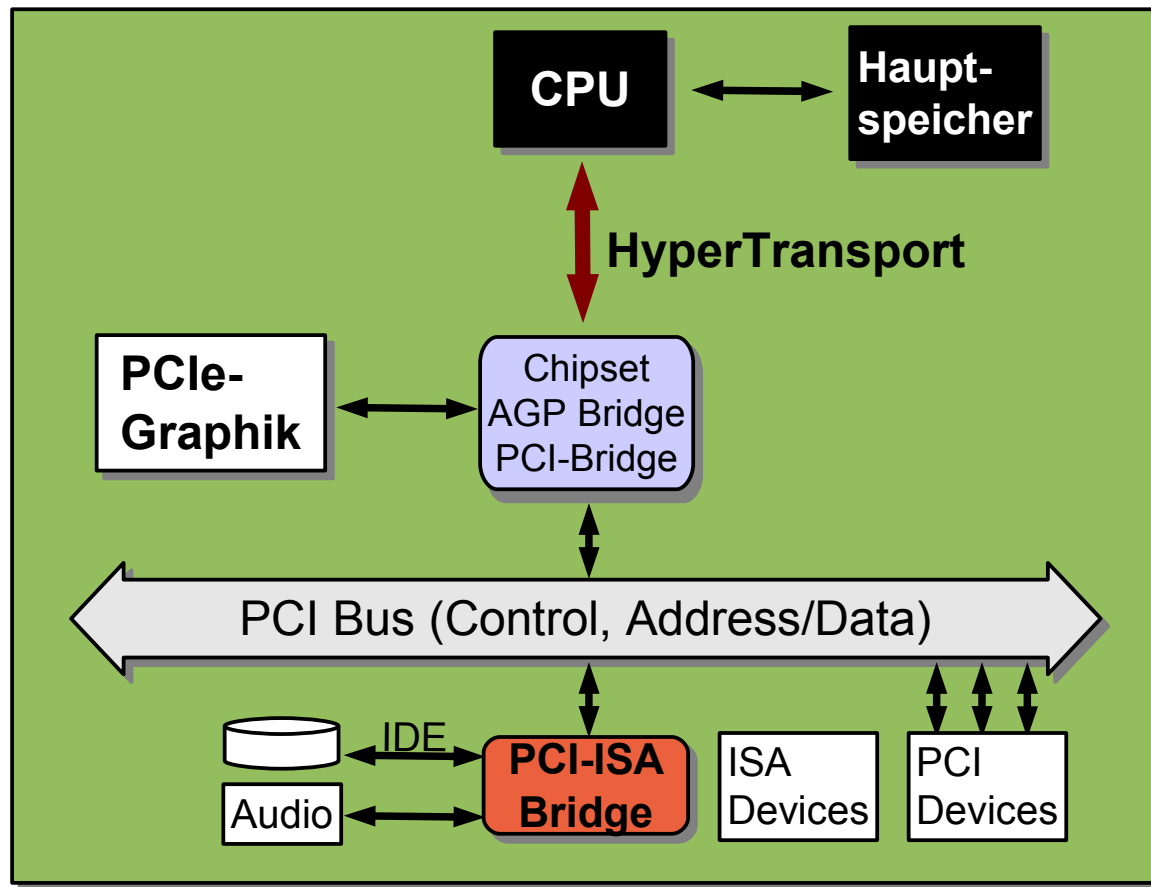 CPU
Haupt-
speicher
HyperTransport
PCIe-
Graphik
Chipset
AGP Bridge
PCI-Bridge
PCI Bus (Control, Address/Data)
IDE
Audio
PCI-ISA
Bridge
ISA
Devices
PCI
Devices